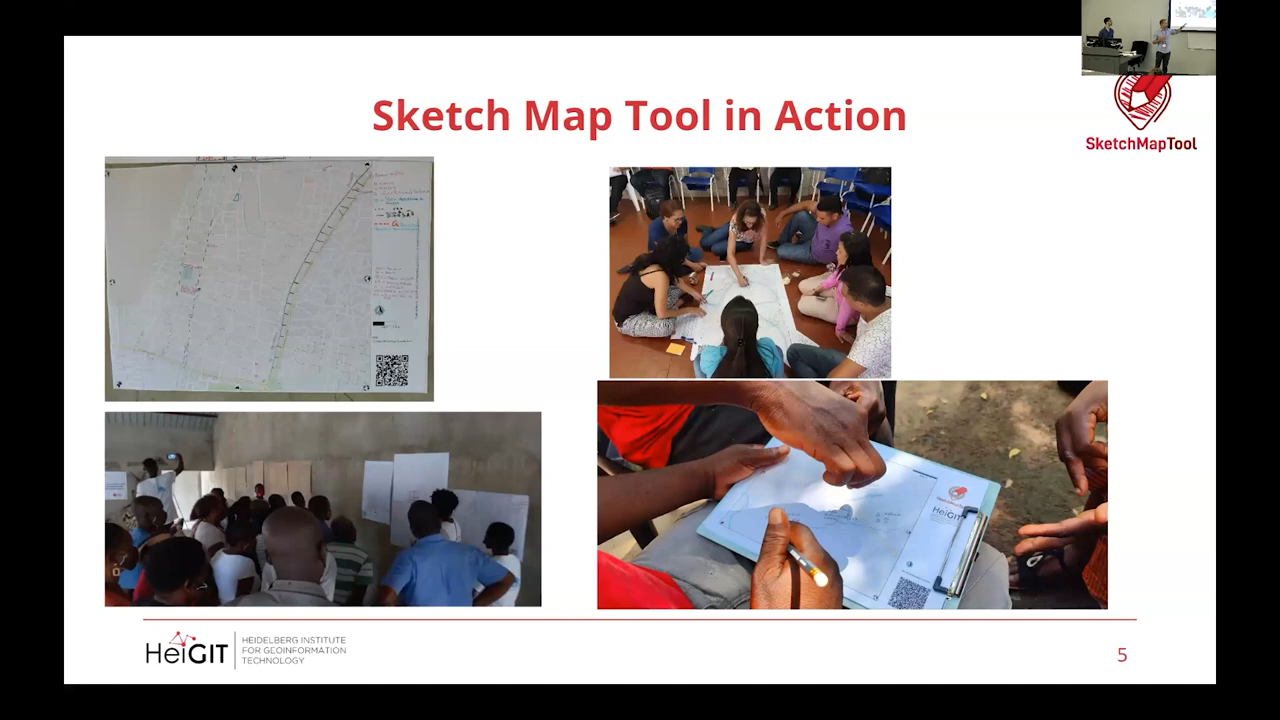 Sketch Map Tool in Action
SketchMapTool
HeiGIT
HeiGIT
HEIDELBERG INSTITUTE
FOR GEOINFORMATION
TECHNOLOGY
5